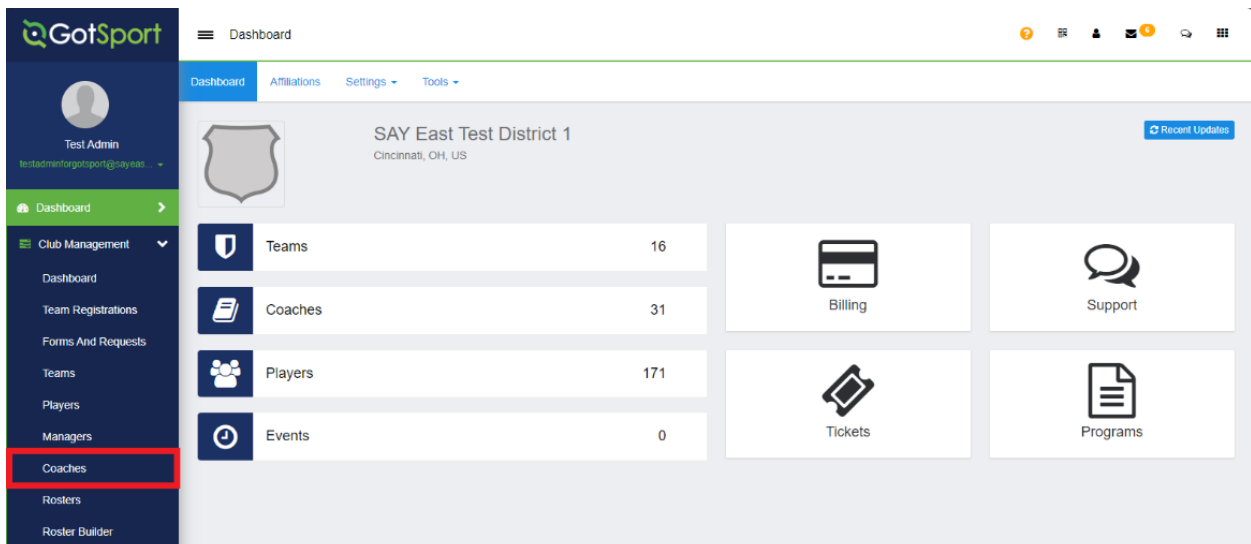 GotSport
Dashboard
6
Test Admin
testadminforgotsport@sayeas...
Dashboard
Club Management
Dashboard
Team Registrations
Forms And Requests
Teams
Players
Managers
Coaches
Rosters
Roster Builder
Dashboard Affiliations Settings Tools
SAY East Test District 1
Cincinnati, OH, US
Recent Updates
Teams 16
Coaches 31
Players 171
Events 0
Billing
Support
Tickets
Programs